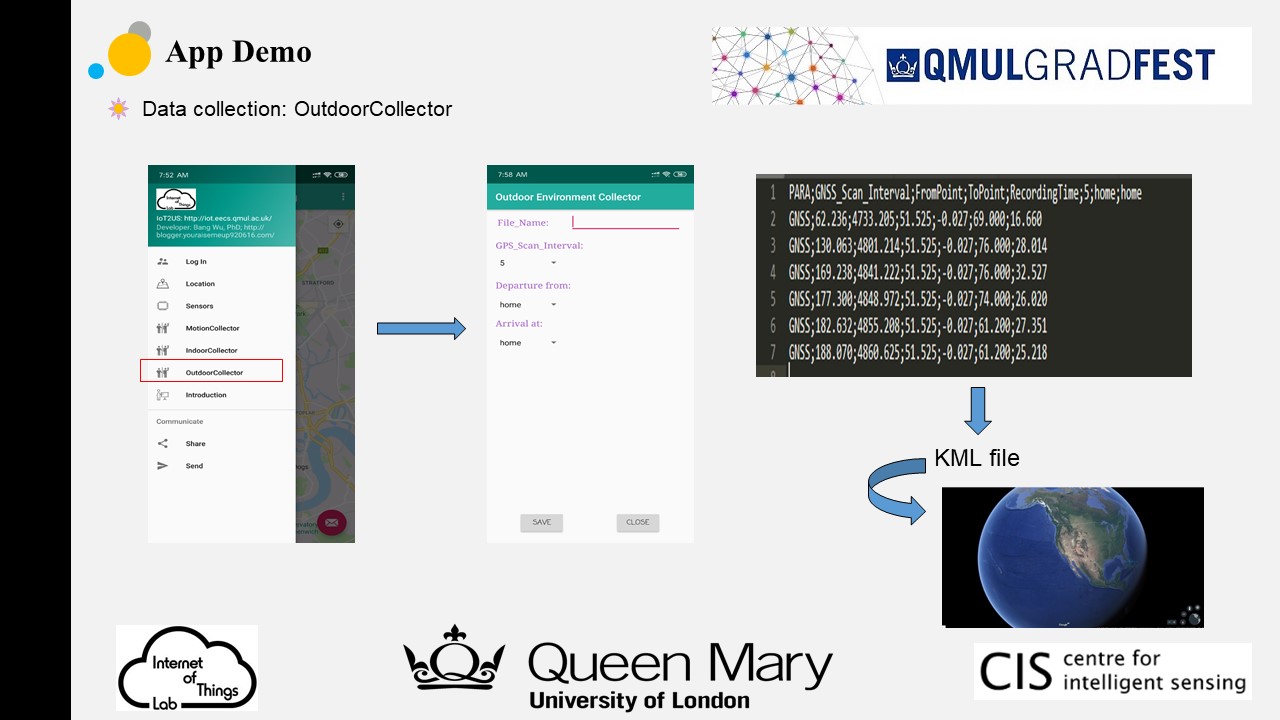 App Demo
QMULGRADFEST
Data collection: OutdoorCollector
7:52 AM
Internet
of
Things
Lab
IoT2US: http://iot.eecs.qmul.ac.uk/
Developer: Bang Wu, PhD; http://
blogger.youraisemeup920616.com/
Log In
Location
Sensors
MotionCollector
IndoorCollector
OutdoorCollector
Introduction
Communicate
Share
Send
STRATFORD
7:58 AM
Outdoor Environment Collector
File_Name:
GPS_Scan_Interval:
5
Departure from:
home
Arrival at:
home
SAVE CLOSE
1 PARA;GNSS_Scan_Interval;FromPoint;ToPoint;RecordingTime;5;home;home
2 GNSS;62.236;4733.205;51.525;-0.027;69.000;16.660
3 GNSS;130.063;4801.214;51.525;-0.027;76.000;28.014
4 GNSS;169.238;4841.222;51.525;-0.027;76.000;32.527
5 GNSS;177.300;4848.972;51.525;-0.027;74.000;26.020
6 GNSS;182.632;4855.208;51.525;-0.027;61.200;27.351
7 GNSS;188.070;4860.625;51.525;-0.027;61.200;25.218
8
KML file
Internet
of
Things
Lab
Queen Mary
University of London
CIS centre for
intelligent sensing